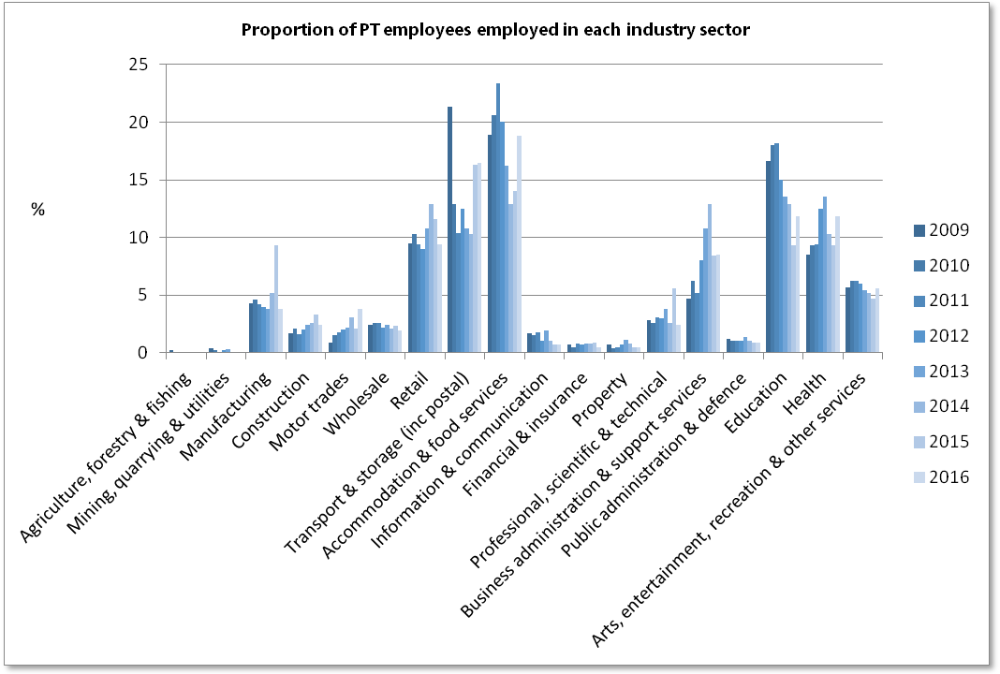 Proportion of PT employees employed in each industry sector
25
20
15
10
5
0
%
Agriculture, forestry & fishing
Mining, quarrying & utilities
Manufacturing
Construction
Motor trades
Wholesale
Retail
Transport & storage (inc postal)
Accommodation & food services
Information & communication
Financial & insurance
Property
Professional, scientific & technical
Business administration & support services
Public administration & defence
Education
Health
Arts, entertainment, recreation & other services
2009
2010
2011
2012
2013
2014
2015
2016